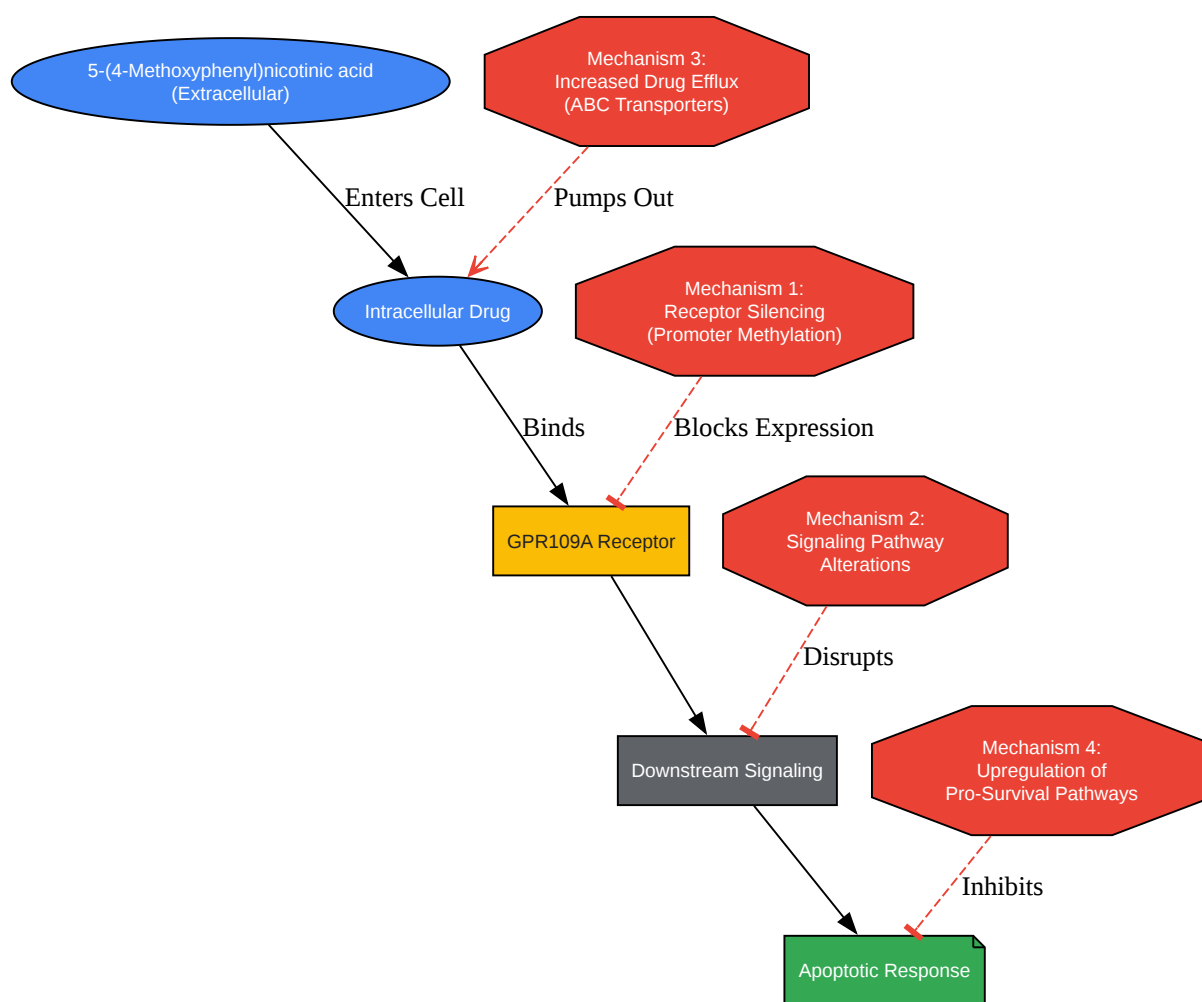 5-(4-Methoxyphenyl)nicotinic acid
(Extracellular)
Mechanism 3:
Increased Drug Efflux
(ABC Transporters)
Enters Cell
Pumps Out
Intracellular Drug
Mechanism 1:
Receptor Silencing
(Promoter Methylation)
Binds
Blocks Expression
GPR109A Receptor
Mechanism 2:
Signaling Pathway
Alterations
Disrupts
Downstream Signaling
Mechanism 4:
Upregulation of
Pro-Survival Pathways
Inhibits
Apoptotic Response